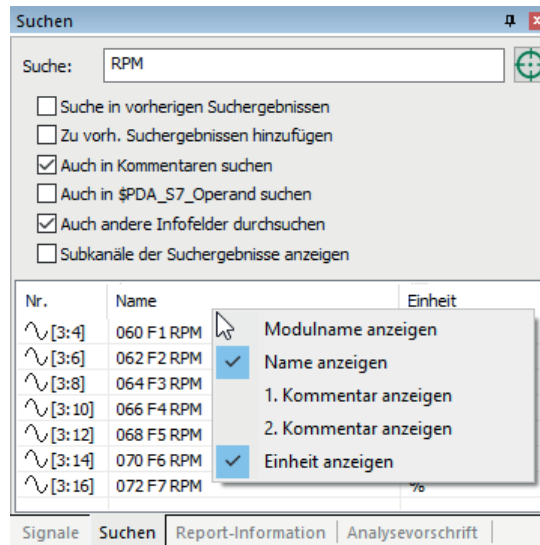 Suchen
Suche: RPM
Suche in vorherigen Suchergebnissen
Zu vorh. Suchergebnissen hinzufügen
Auch in Kommentaren suchen
Auch in $PDA_S7_Operand suchen
Auch andere Infofelder durchsuchen
Subkanäle der Suchergebnisse anzeigen
Nr. Name Einheit
[3:4] 060 F1 RPM
[3:6] 062 F2 RPM
[3:8] 064 F3 RPM
[3:10] 066 F4 RPM
[3:12] 068 F5 RPM
[3:14] 070 F6 RPM
[3:16] 072 F7 RPM %
Modulname anzeigen
Name anzeigen
1. Kommentar anzeigen
2. Kommentar anzeigen
Einheit anzeigen
Signale Suchen Report-Information Analysevorschrift